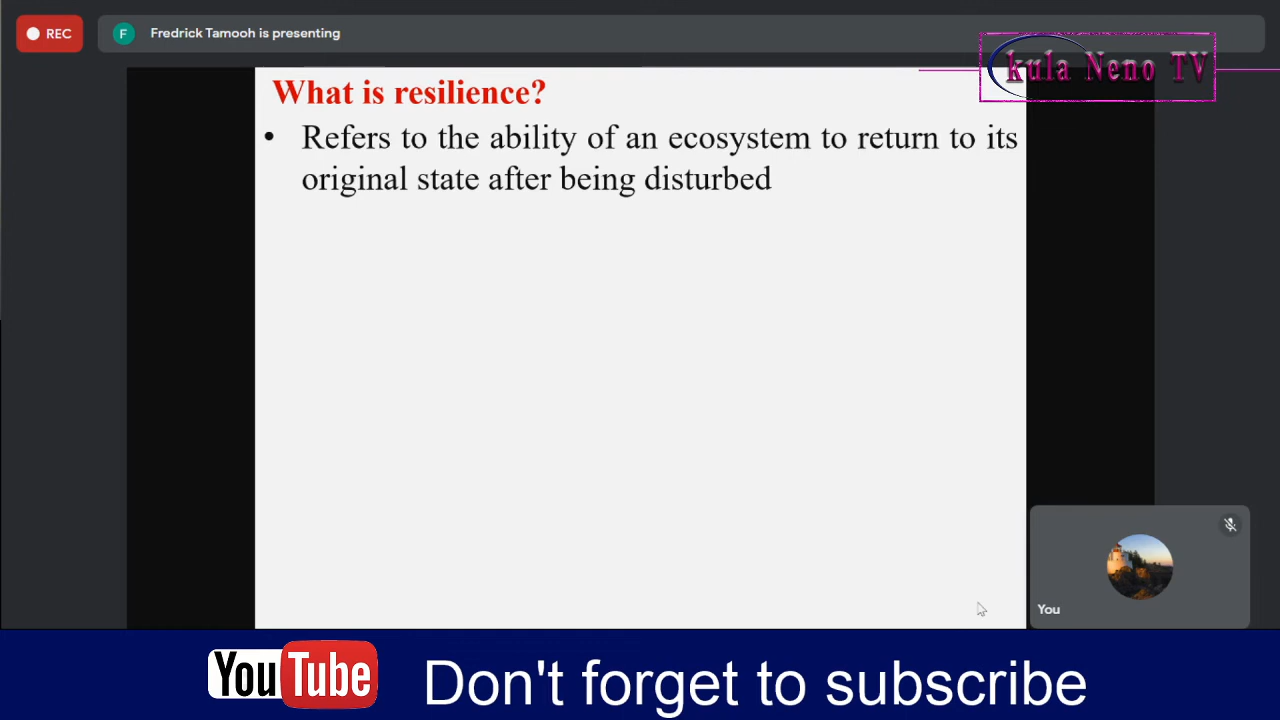 REC
F
Fredrick Tamooh is presenting
kula Neno TV
What is resilience?
• Refers to the ability of an ecosystem to return to its
original state after being disturbed
You
YouTube
Don't forget to subscribe